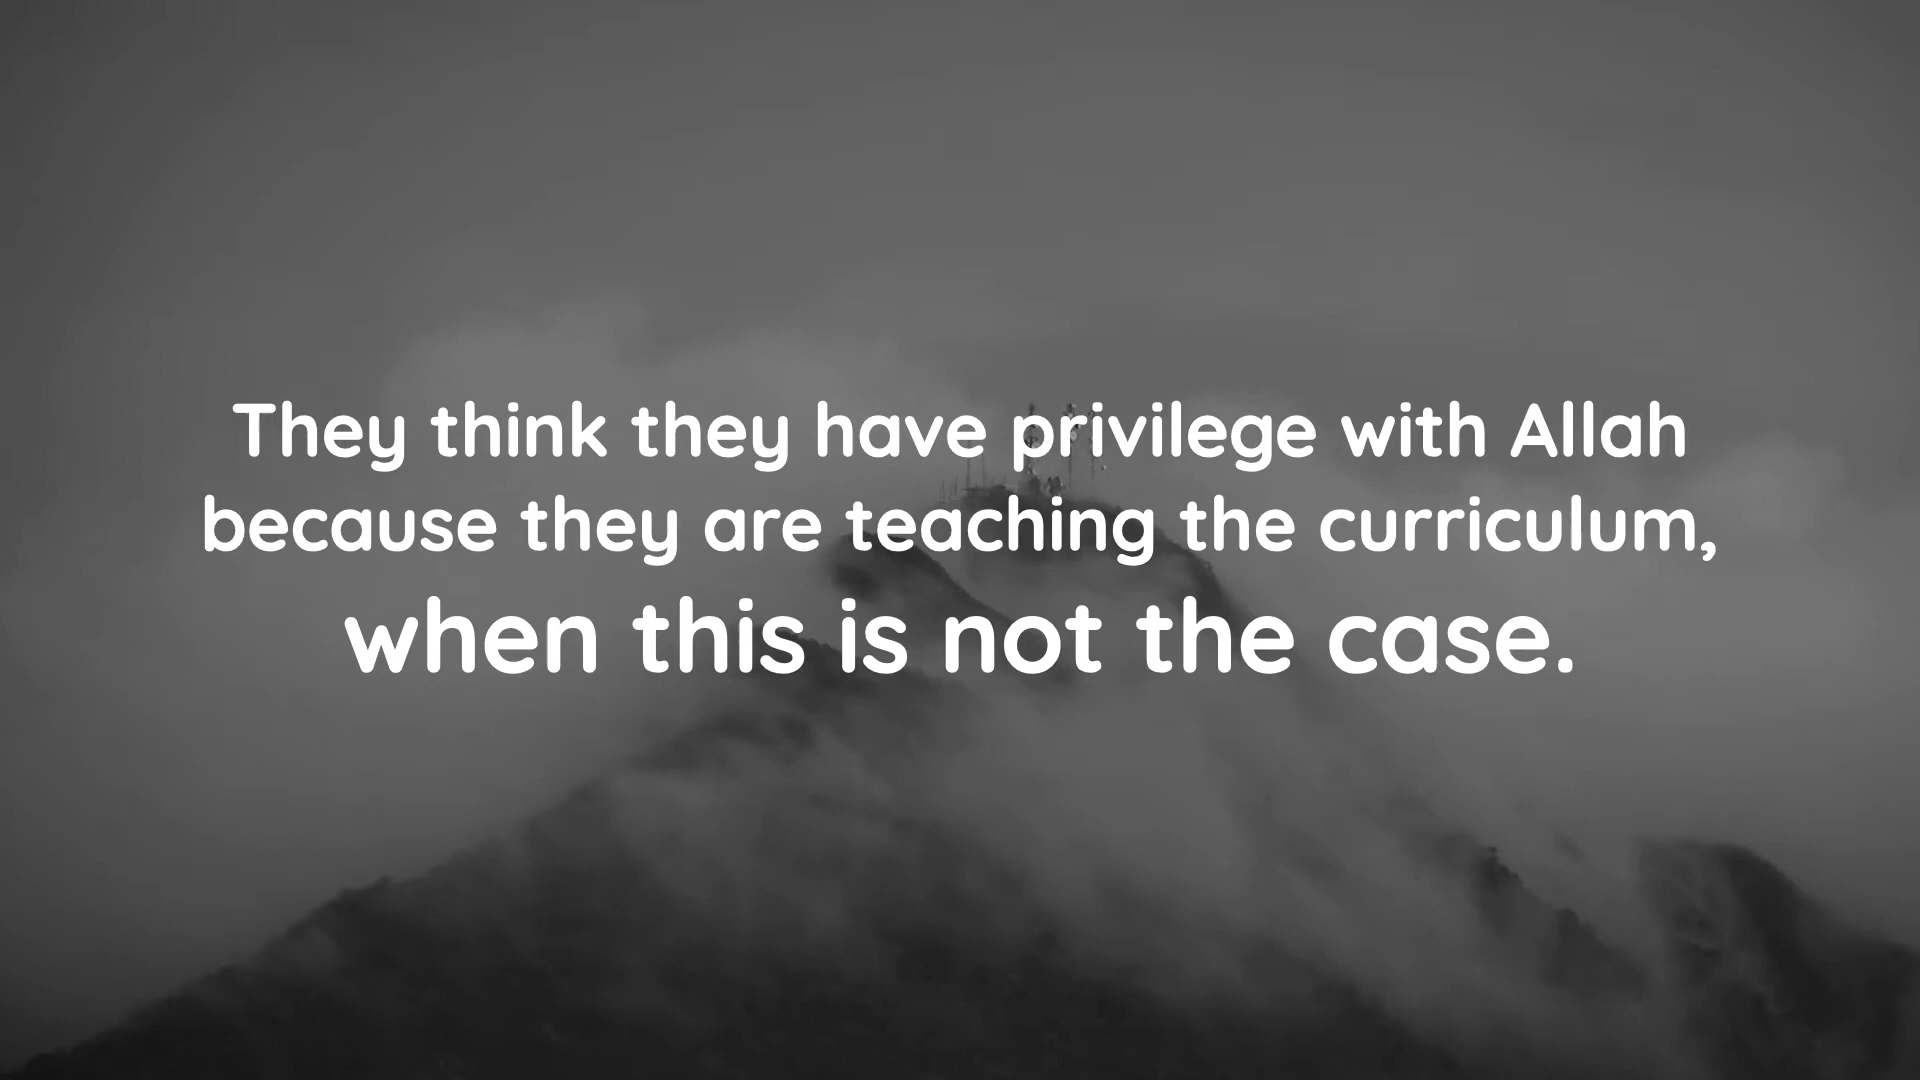 They think they have privilege with Allah
because they are teaching the curriculum,
when this is not the case.